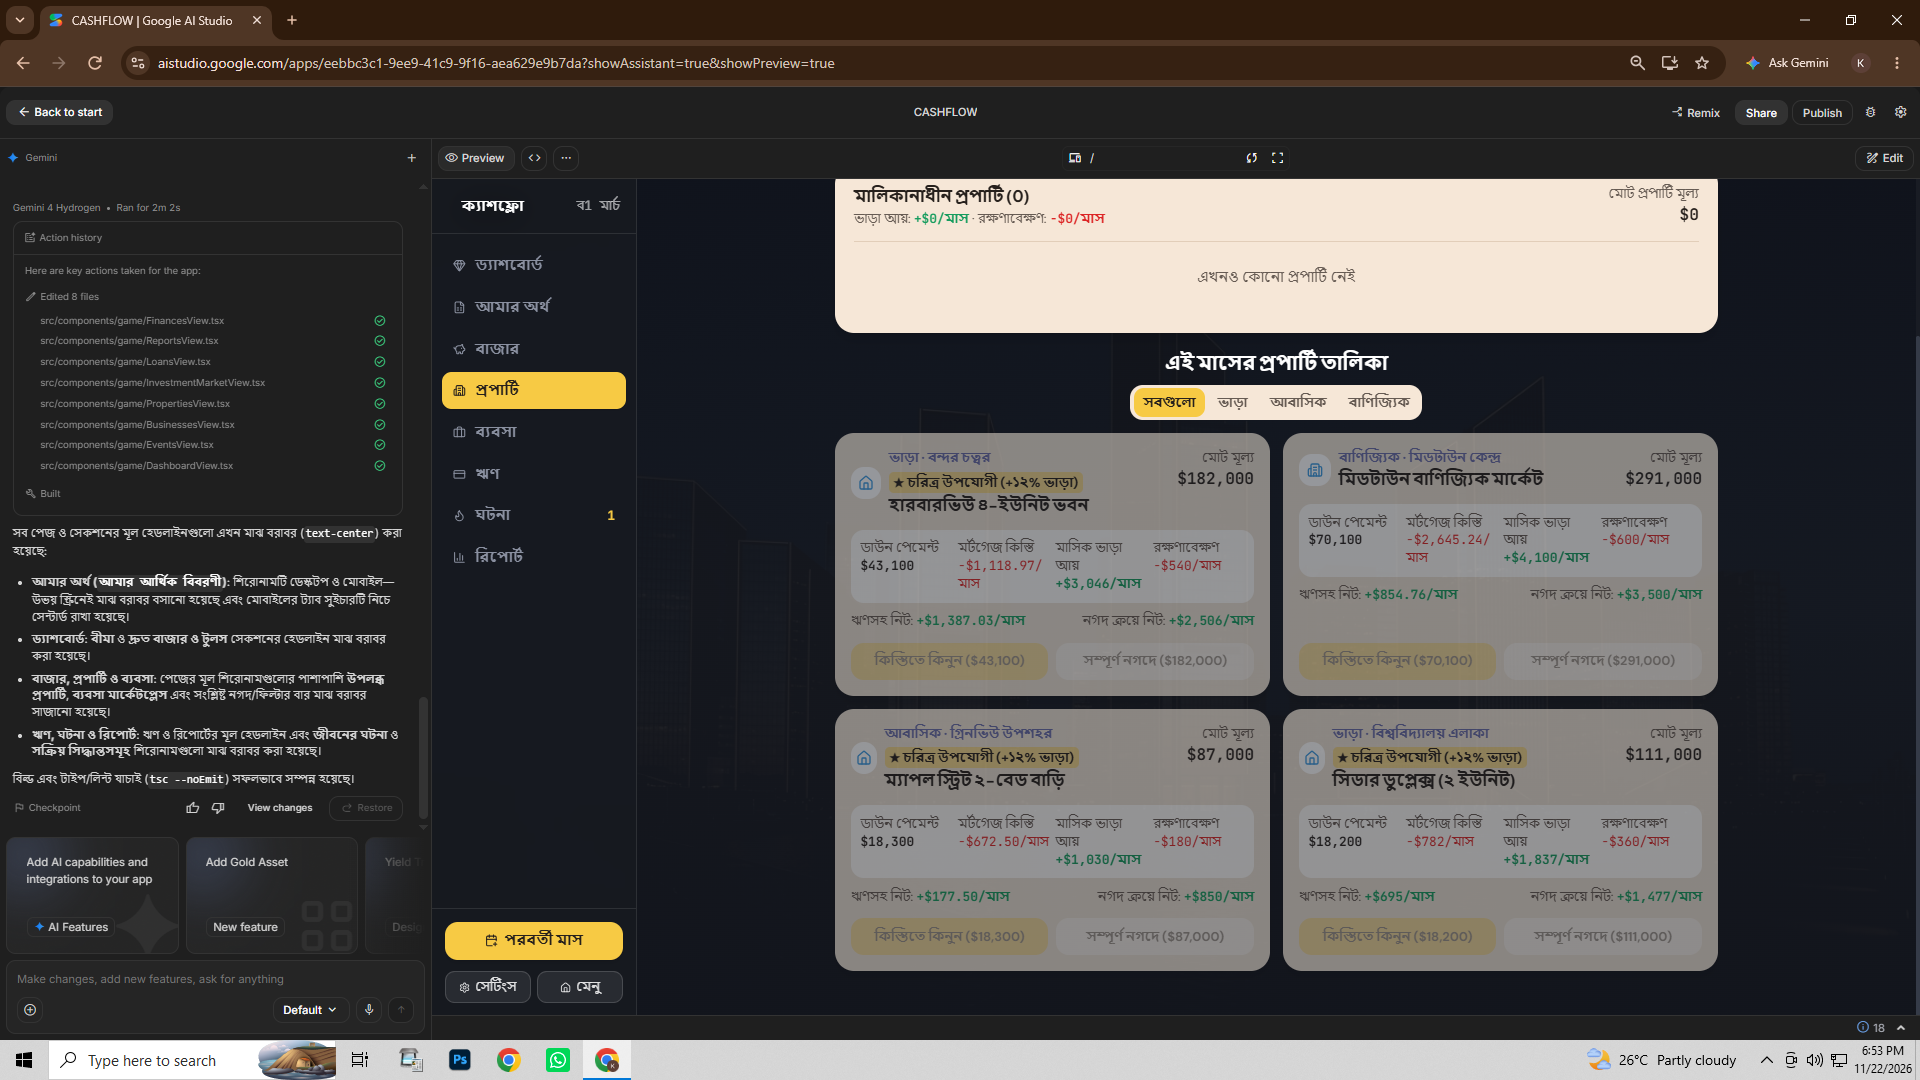 CASHFLOW | Google AI Studio
aistudio.google.com/apps/eebbc3c1-9ee9-41c9-9f16-aea629e9b7da?showAssistant=true&showPreview=true
Ask Gemini
K
Back to start
CASHFLOW
Remix
Share
Publish
Gemini
Preview
/
Edit
Gemini 4 Hydrogen • Ran for 2m 2s
Action history
Here are key actions taken for the app:
Edited 8 files
src/components/game/FinancesView.tsx
src/components/game/ReportsView.tsx
src/components/game/LoansView.tsx
src/components/game/InvestmentMarketView.tsx
src/components/game/PropertiesView.tsx
src/components/game/BusinessesView.tsx
src/components/game/EventsView.tsx
src/components/game/DashboardView.tsx
Built
সব পেজ ও সেকশনের মূল হেডলাইনগুলো এখন মাঝ বরাবর (text-center) করা
হয়েছে:
• আমার অর্থ (আমার আর্থিক বিবরণী): শিরোনামটি ডেস্কটপ ও মোবাইল—
উভয় স্ক্রিনেই মাঝ বরাবর বসানো হয়েছে এবং মোবাইলের ট্যাব সুইচারটি নিচে
সেন্টার্ড রাখা হয়েছে।
• ড্যাশবোর্ড: বীমা ও দ্রুত বাজার ও টুলস সেকশনের হেডলাইন মাঝ বরাবর
করা হয়েছে।
• বাজার, প্রপার্টি ও ব্যবসা: পেজের মূল শিরোনামগুলোর পাশাপাশি উপলব্ধ
প্রপার্টি, ব্যবসা মার্কেটপ্লেস এবং সংশ্লিষ্ট নগদ/ফিল্টার বার মাঝ বরাবর
সাজানো হয়েছে।
• ঋণ, ঘটনা ও রিপোর্ট: ঋণ ও রিপোর্টের মূল হেডলাইন এবং জীবনের ঘটনা ও
সক্রিয় সিদ্ধান্তসমূহ শিরোনামগুলো মাঝ বরাবর করা হয়েছে।
বিল্ড এবং টাইপ/লিন্ট যাচাই (tsc --noEmit) সফলভাবে সম্পন্ন হয়েছে।
Checkpoint
View changes
Restore
Add AI capabilities and
integrations to your app
AI Features
Add Gold Asset
New feature
Yield T
Desig
Make changes, add new features, ask for anything
Default
ক্যাশফ্লো
ব1 মার্চ
ড্যাশবোর্ড
আমার অর্থ
বাজার
প্রপার্টি
ব্যবসা
ঋণ
ঘটনা 1
রিপোর্ট
পরবর্তী মাস
সেটিংস
মেনু
মালিকানাধীন প্রপার্টি (0)
ভাড়া আয়: +$0/মাস · রক্ষণাবেক্ষণ: -$0/মাস
মোট প্রপার্টি মূল্য
$0
এখনও কোনো প্রপার্টি নেই
এই মাসের প্রপার্টি তালিকা
সবগুলো ভাড়া আবাসিক বাণিজ্যিক
ভাড়া · বন্দর চত্বর
★ চরিত্র উপযোগী (+১২% ভাড়া)
হারবারভিউ ৪-ইউনিট ভবন
মোট মূল্য
$182,000
ডাউন পেমেন্ট
$43,100
মর্টগেজ কিস্তি
-$1,118.97/
মাস
মাসিক ভাড়া
আয়
+$3,046/মাস
রক্ষণাবেক্ষণ
-$540/মাস
ঋণসহ নিট: +$1,387.03/মাস
নগদ ক্রয়ে নিট: +$2,506/মাস
কিস্তিতে কিনুন ($43,100)
সম্পূর্ণ নগদে ($182,000)
বাণিজ্যিক · মিডটাউন কেন্দ্র
মিডটাউন বাণিজ্যিক মার্কেট
মোট মূল্য
$291,000
ডাউন পেমেন্ট
$70,100
মর্টগেজ কিস্তি
-$2,645.24/
মাস
মাসিক ভাড়া
আয়
+$4,100/মাস
রক্ষণাবেক্ষণ
-$600/মাস
ঋণসহ নিট: +$854.76/মাস
নগদ ক্রয়ে নিট: +$3,500/মাস
কিস্তিতে কিনুন ($70,100)
সম্পূর্ণ নগদে ($291,000)
আবাসিক · গ্রিনভিউ উপশহর
★ চরিত্র উপযোগী (+১২% ভাড়া)
ম্যাপল স্ট্রিট ২-বেড বাড়ি
মোট মূল্য
$87,000
ডাউন পেমেন্ট
$18,300
মর্টগেজ কিস্তি
-$672.50/মাস
মাসিক ভাড়া
আয়
+$1,030/মাস
রক্ষণাবেক্ষণ
-$180/মাস
ঋণসহ নিট: +$177.50/মাস
নগদ ক্রয়ে নিট: +$850/মাস
কিস্তিতে কিনুন ($18,300)
সম্পূর্ণ নগদে ($87,000)
ভাড়া · বিশ্ববিদ্যালয় এলাকা
★ চরিত্র উপযোগী (+১২% ভাড়া)
সিডার ডুপ্লেক্স (২ ইউনিট)
মোট মূল্য
$111,000
ডাউন পেমেন্ট
$18,200
মর্টগেজ কিস্তি
-$782/মাস
মাসিক ভাড়া
আয়
+$1,837/মাস
রক্ষণাবেক্ষণ
-$360/মাস
ঋণসহ নিট: +$695/মাস
নগদ ক্রয়ে নিট: +$1,477/মাস
কিস্তিতে কিনুন ($18,200)
সম্পূর্ণ নগদে ($111,000)
18
Type here to search
Ps
26°C Partly cloudy
6:53 PM
11/22/2026